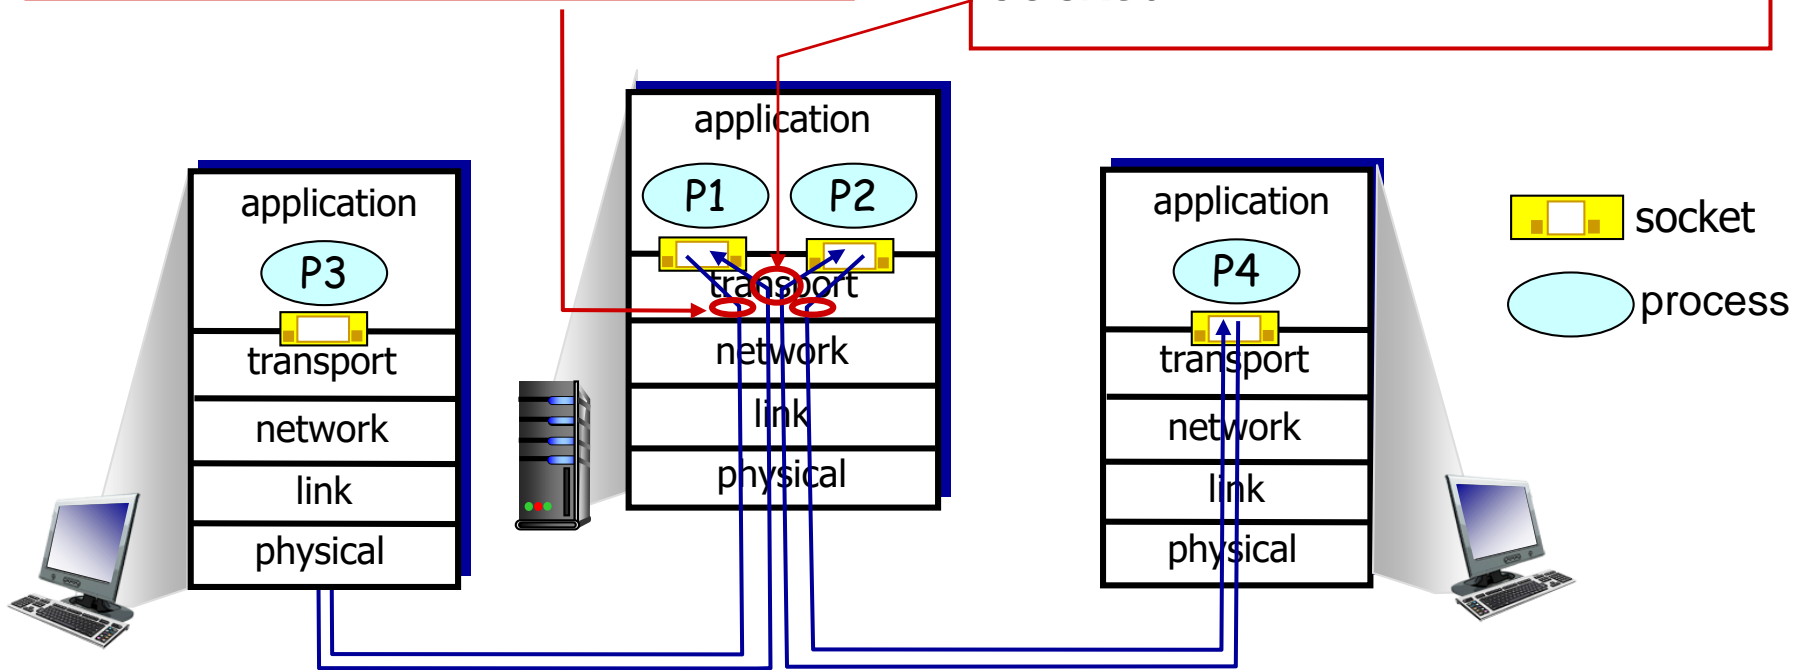 application
P1
P2
transport
network
link
physical
application
P3
transport
network
link
physical
application
P4
transport
network
link
physical
socket
process